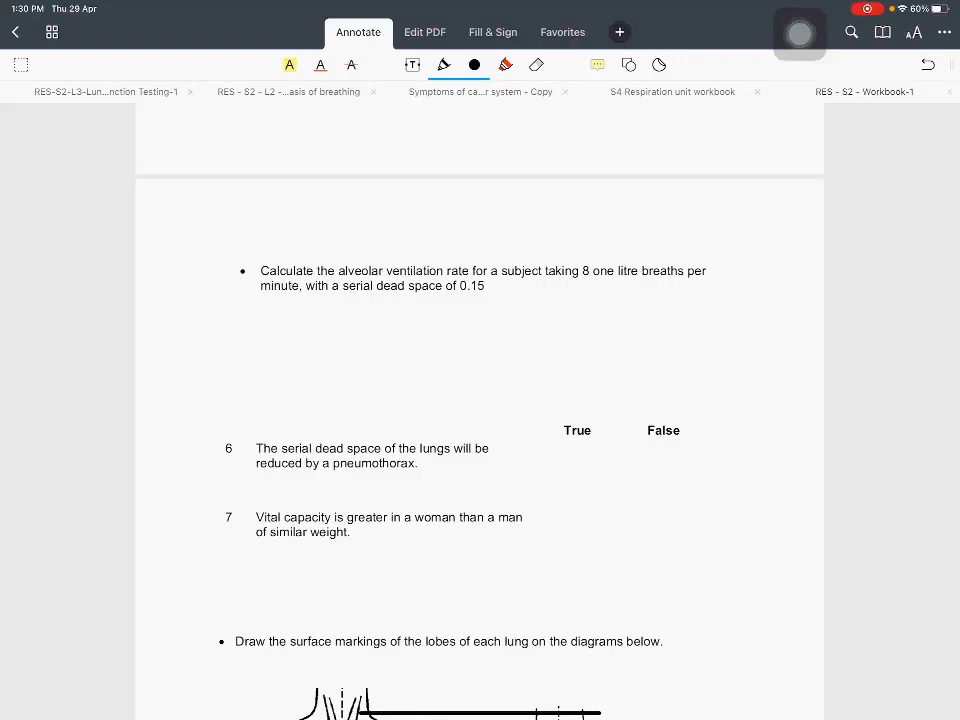 1:30 PM Thu 29 Apr
60%
Annotate Edit PDF Fill & Sign Favorites
RES-S2-L3-Lun...nction Testing-1 RES - S2 - L2 -...asis of breathing Symptoms of ca...r system - Copy S4 Respiration unit workbook RES - S2 - Workbook-1
• Calculate the alveolar ventilation rate for a subject taking 8 one litre breaths per
minute, with a serial dead space of 0.15
True False
6 The serial dead space of the lungs will be
reduced by a pneumothorax.
7 Vital capacity is greater in a woman than a man
of similar weight.
• Draw the surface markings of the lobes of each lung on the diagrams below.